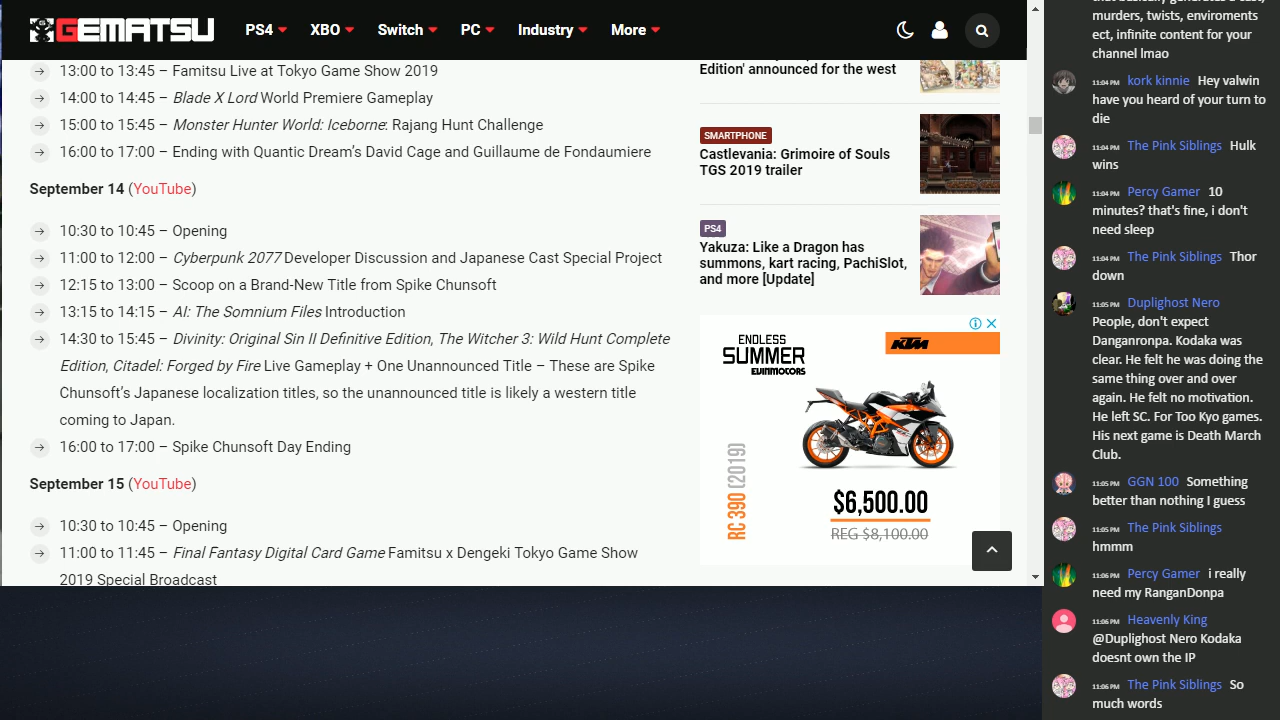 GEMATSU
PS4
XBO
Switch
PC
Industry
More
13:00 to 13:45 – Famitsu Live at Tokyo Game Show 2019
14:00 to 14:45 – Blade X Lord World Premiere Gameplay
15:00 to 15:45 – Monster Hunter World: Iceborne: Rajang Hunt Challenge
16:00 to 17:00 – Ending with Quantic Dream's David Cage and Guillaume de Fondaumiere
September 14 (YouTube)
10:30 to 10:45 – Opening
11:00 to 12:00 – Cyberpunk 2077 Developer Discussion and Japanese Cast Special Project
12:15 to 13:00 – Scoop on a Brand-New Title from Spike Chunsoft
13:15 to 14:15 – AI: The Somnium Files Introduction
14:30 to 15:45 – Divinity: Original Sin II Definitive Edition, The Witcher 3: Wild Hunt Complete
Edition, Citadel: Forged by Fire Live Gameplay + One Unannounced Title – These are Spike
Chunsoft's Japanese localization titles, so the unannounced title is likely a western title
coming to Japan.
16:00 to 17:00 – Spike Chunsoft Day Ending
September 15 (YouTube)
10:30 to 10:45 – Opening
11:00 to 11:45 – Final Fantasy Digital Card Game Famitsu x Dengeki Tokyo Game Show
2019 Special Broadcast
Edition' announced for the west
SMARTPHONE
Castlevania: Grimoire of Souls
TGS 2019 trailer
PS4
Yakuza: Like a Dragon has
summons, kart racing, PachiSlot,
and more [Update]
ENDLESS
SUMMER
EVINMOTORS
KTM
RC 390 (2019)
$6,500.00
REG $8,100.00
murders, twists, enviroments
ect, infinite content for your
channel lmao
11:04 PM kork kinnie Hey valwin
have you heard of your turn to
die
11:04 PM The Pink Siblings Hulk
wins
11:04 PM Percy Gamer 10
minutes? that's fine, i don't
need sleep
11:04 PM The Pink Siblings Thor
down
11:05 PM Duplighost Nero
People, don't expect
Danganronpa. Kodaka was
clear. He felt he was doing the
same thing over and over
again. He felt no motivation.
He left SC. For Too Kyo games.
His next game is Death March
Club.
11:05 PM GGN 100 Something
better than nothing I guess
11:05 PM The Pink Siblings
hmmm
11:06 PM Percy Gamer i really
need my RanganDonpa
11:06 PM Heavenly King
@Duplighost Nero Kodaka
doesnt own the IP
11:06 PM The Pink Siblings So
much words